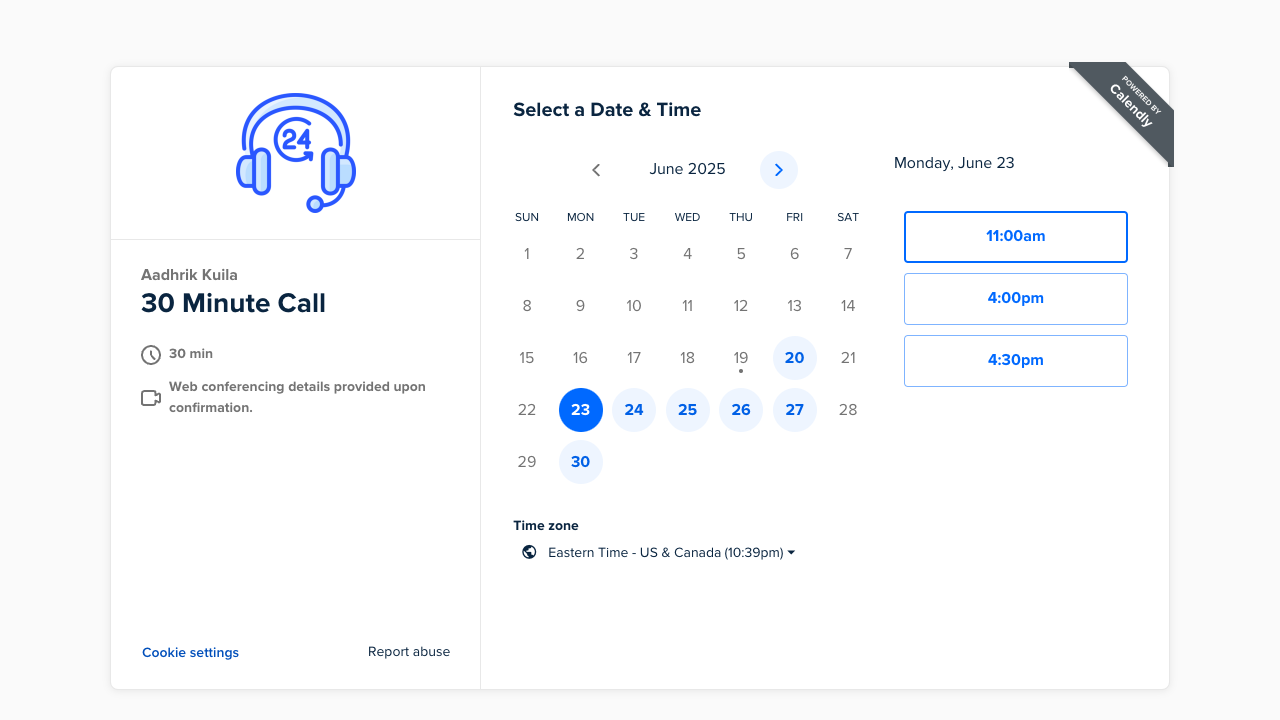 24
Aadhrik Kuila
30 Minute Call
30 min
Web conferencing details provided upon
confirmation.
Cookie settings
Report abuse
Select a Date & Time
June 2025
SUN MON TUE WED THU FRI SAT
1 2 3 4 5 6 7
8 9 10 11 12 13 14
15 16 17 18 19 20 21
22 23 24 25 26 27 28
29 30
Time zone
Eastern Time - US & Canada (10:39pm)
Monday, June 23
11:00am
4:00pm
4:30pm
POWERED BY
Calendly